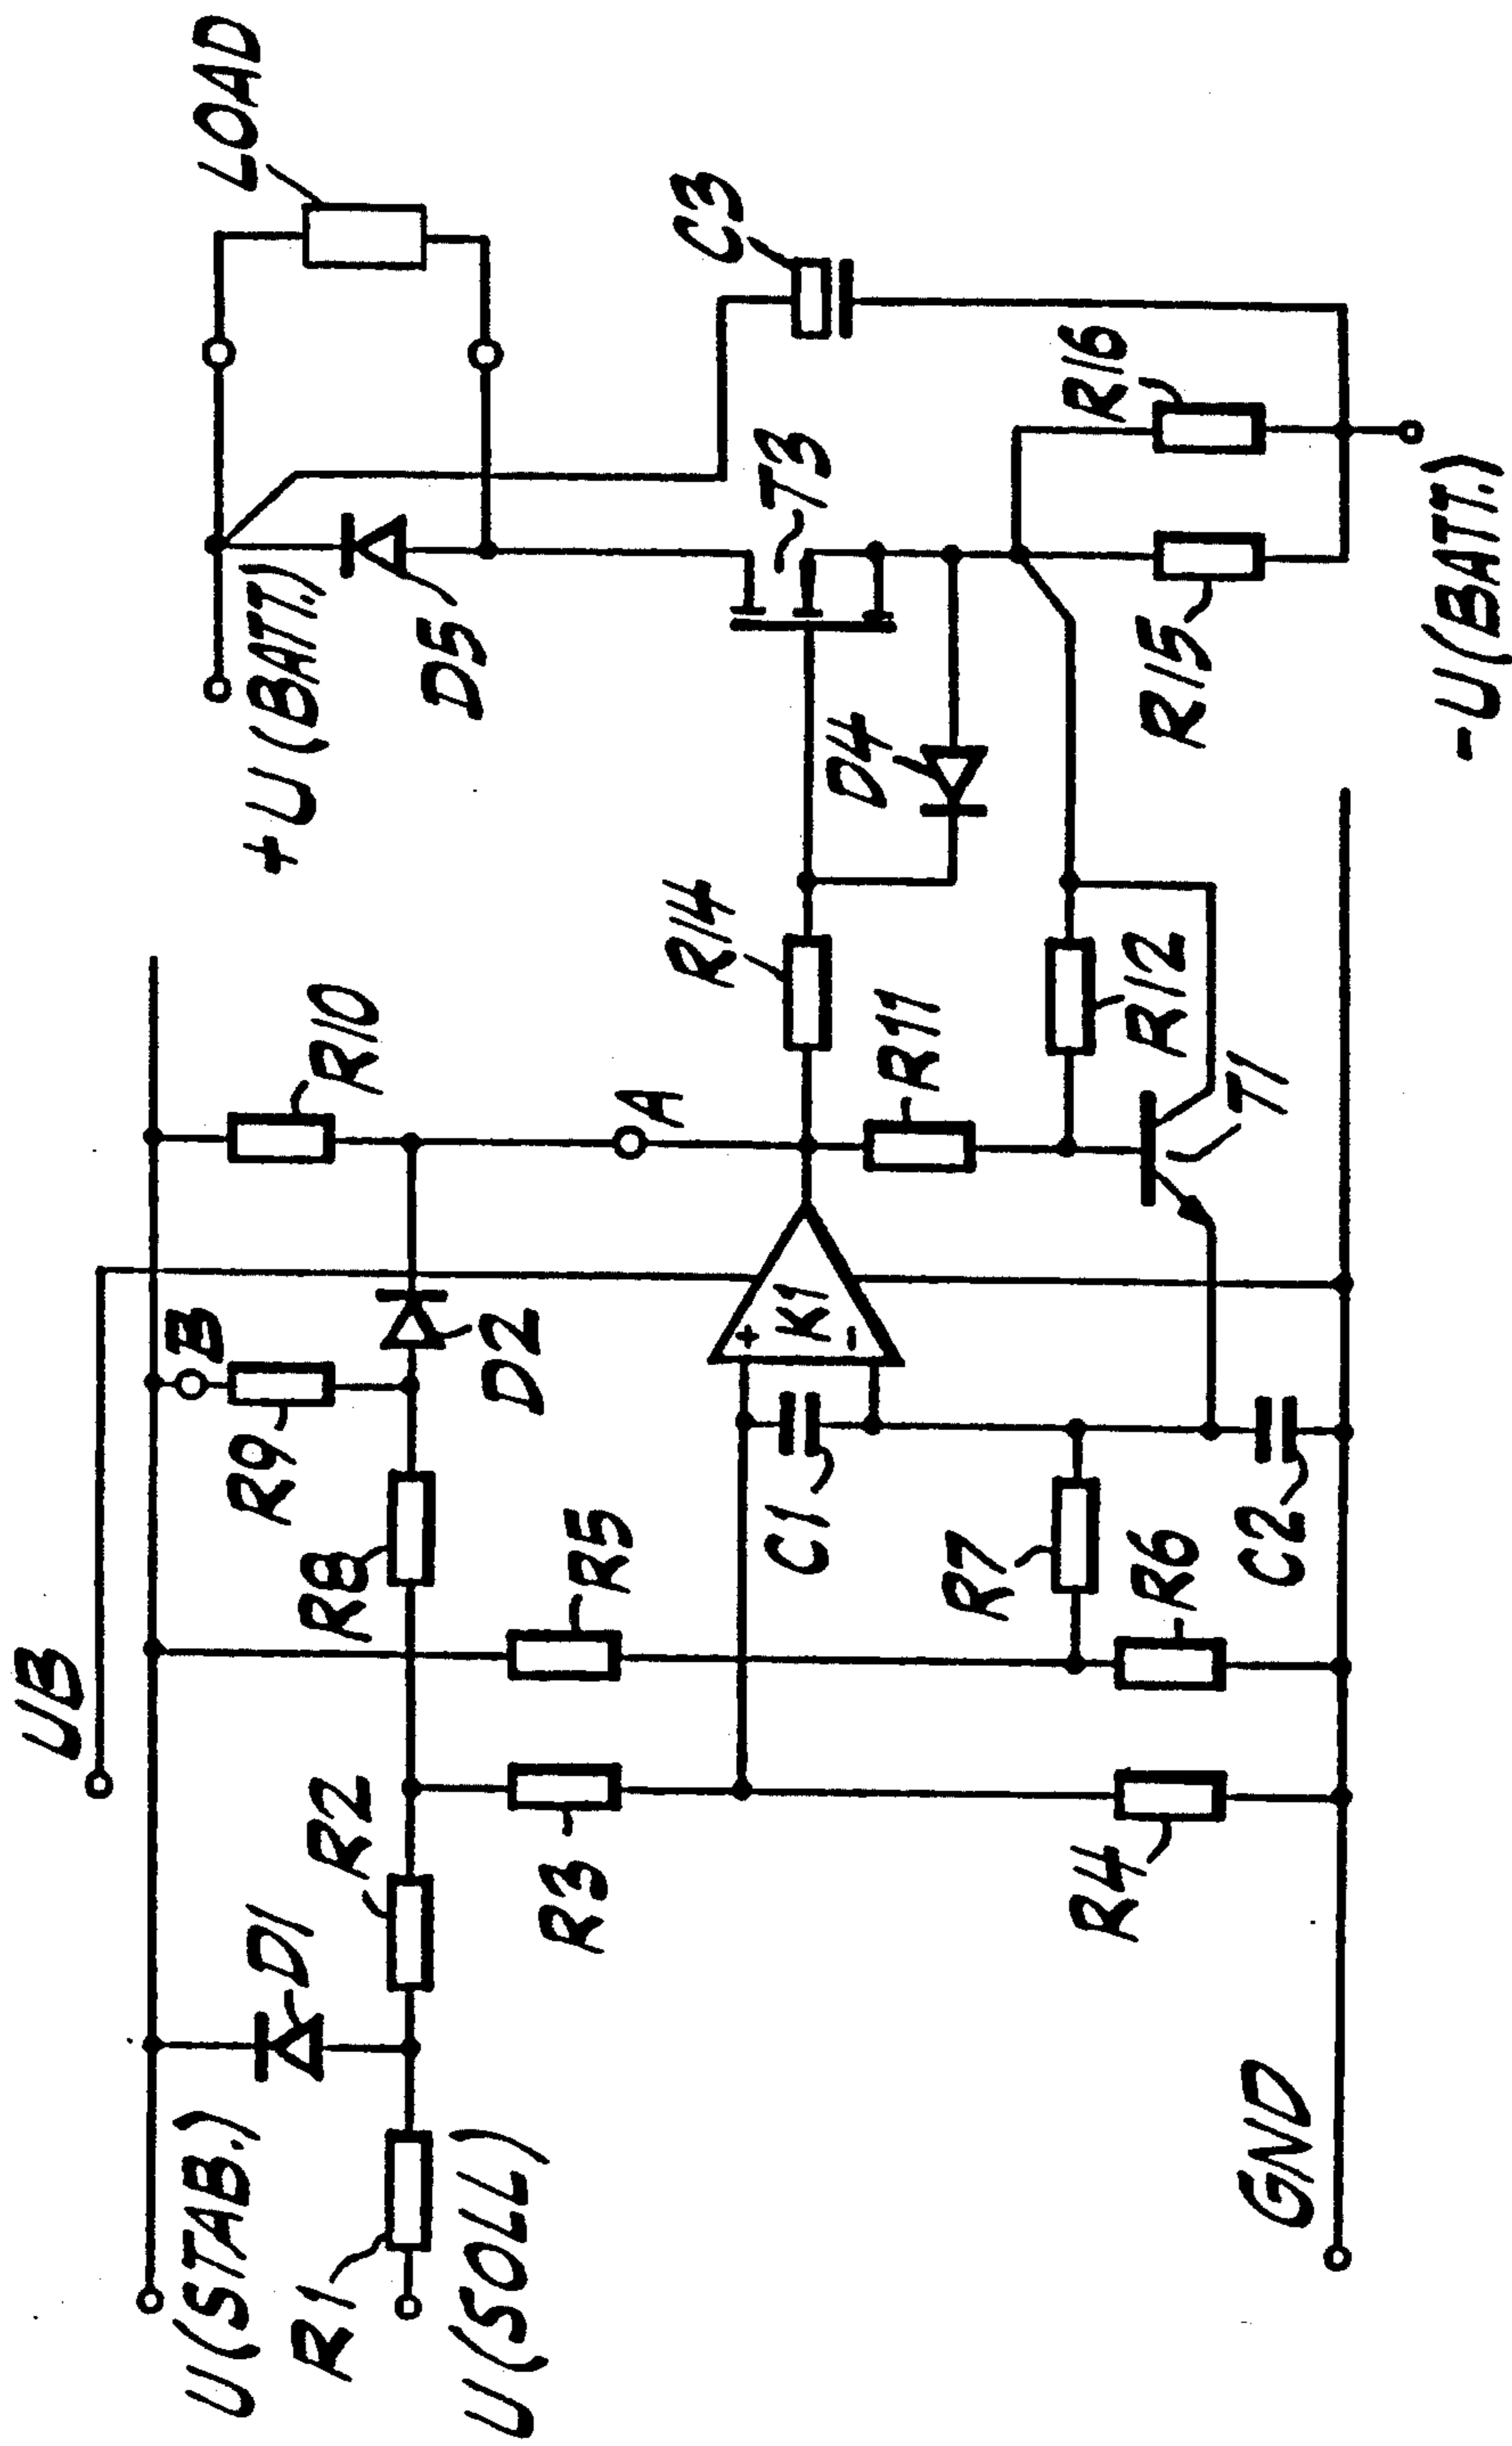 UB
U(STAB.)
R1
U(SOLL)
D1
R2
R3
R4
GND
R8
R5
R7
R6
C2
C1
R9
B
D2
+
K1
-
R10
A
R11
R14
R12
T1
D4
+U(BATT.)
D5
T3
R15
R16
-U(BATT.)
C3
LOAD